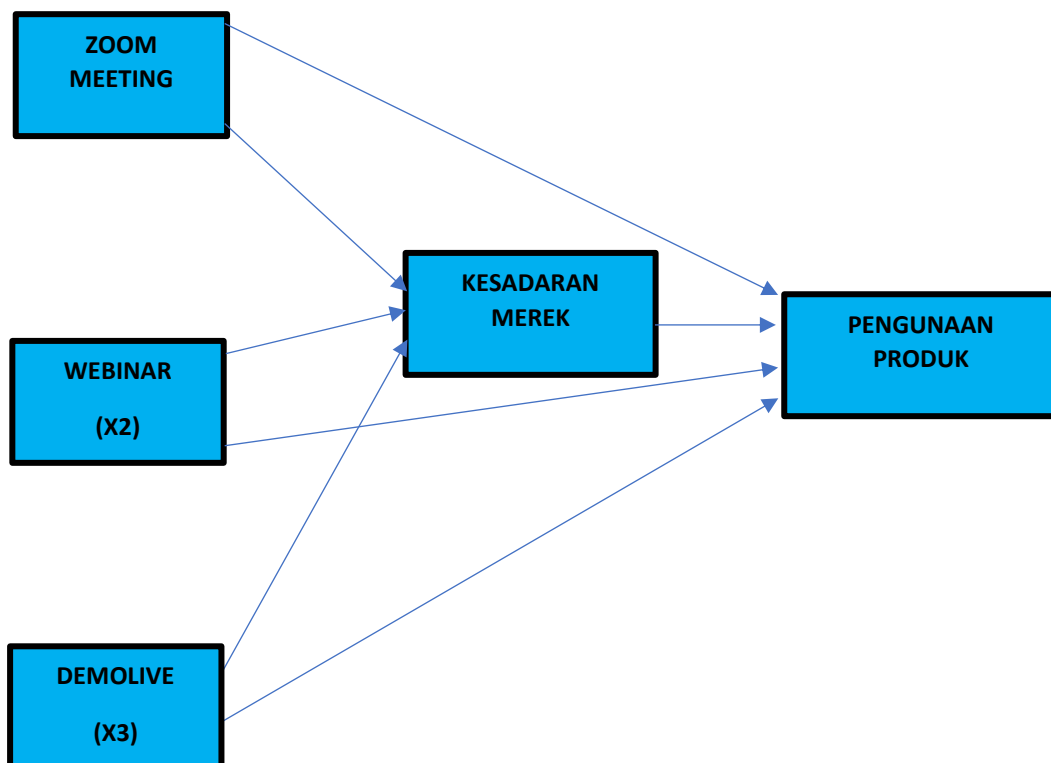 ZOOM
MEETING
KESADARAN
MEREK
PENGUNAAN
PRODUK
WEBINAR
(X2)
DEMOLIVE
(X3)